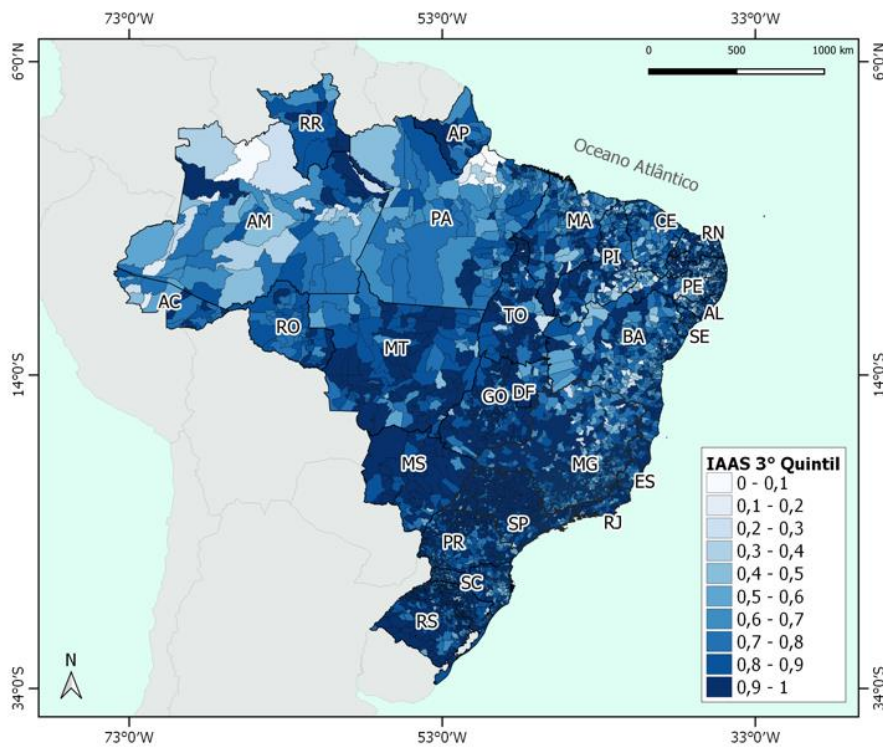 73°0'W 53°0'W 33°0'W
6°0'N 6°0'N
0 500 1000 km
RR
AP
Oceano Atlântico
AM PA MA CE RN
PI
PE
AC TO AL
RO BA SE
MT
14°0'S 14°0'S
GO DF
MS MG ES
SP RJ
PR
SC
RS
IAAS 3° Quintil
0 - 0,1
0,1 - 0,2
0,2 - 0,3
0,3 - 0,4
0,4 - 0,5
0,5 - 0,6
0,6 - 0,7
0,7 - 0,8
0,8 - 0,9
0,9 - 1
N
34°0'S 34°0'S
73°0'W 53°0'W 33°0'W